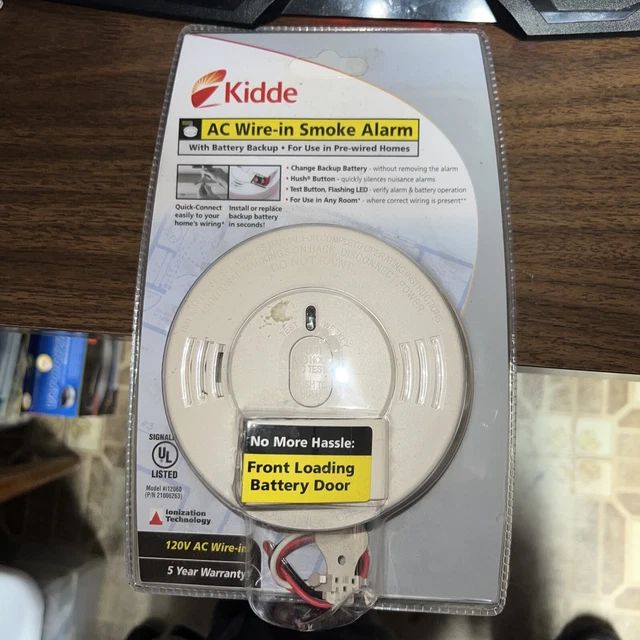 Kidde
AC Wire-in Smoke Alarm
With Battery Backup • For Use in Pre-wired Homes
• Change Backup Battery - without removing the alarm
• Hush® Button - quickly silences nuisance alarms
• Test Button, Flashing LED - verify alarm & battery operation
• For Use in Any Room* - where correct wiring is present**
Quick-Connect
easily to your
home's wiring*
Install or replace
backup battery
in seconds!
No More Hassle:
Front Loading
Battery Door
SIGNAL
UL
LISTED
Model #i12060
(P/N 21006263)
Ionization
Technology
120V AC Wire-in
5 Year Warranty